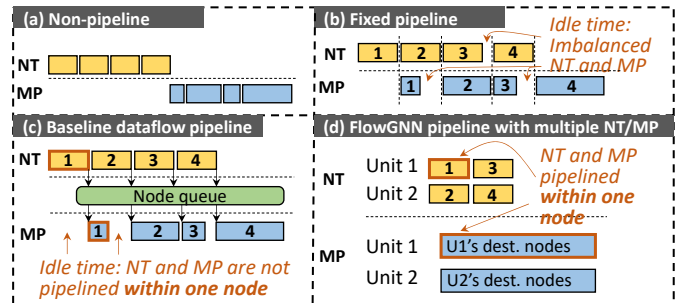 (a) Non-pipeline
NT
MP
(b) Fixed pipeline
Idle time:
Imbalanced
NT and MP
NT
1 2 3 4
MP
1 2 3 4
(c) Baseline dataflow pipeline
NT
1 2 3 4
Node queue
MP
1 2 3 4
Idle time: NT and MP are not
pipelined within one node
(d) FlowGNN pipeline with multiple NT/MP
NT
Unit 1 1 3
Unit 2 2 4
NT and MP
pipelined
within one
node
MP
Unit 1 U1's dest. nodes
Unit 2 U2's dest. nodes